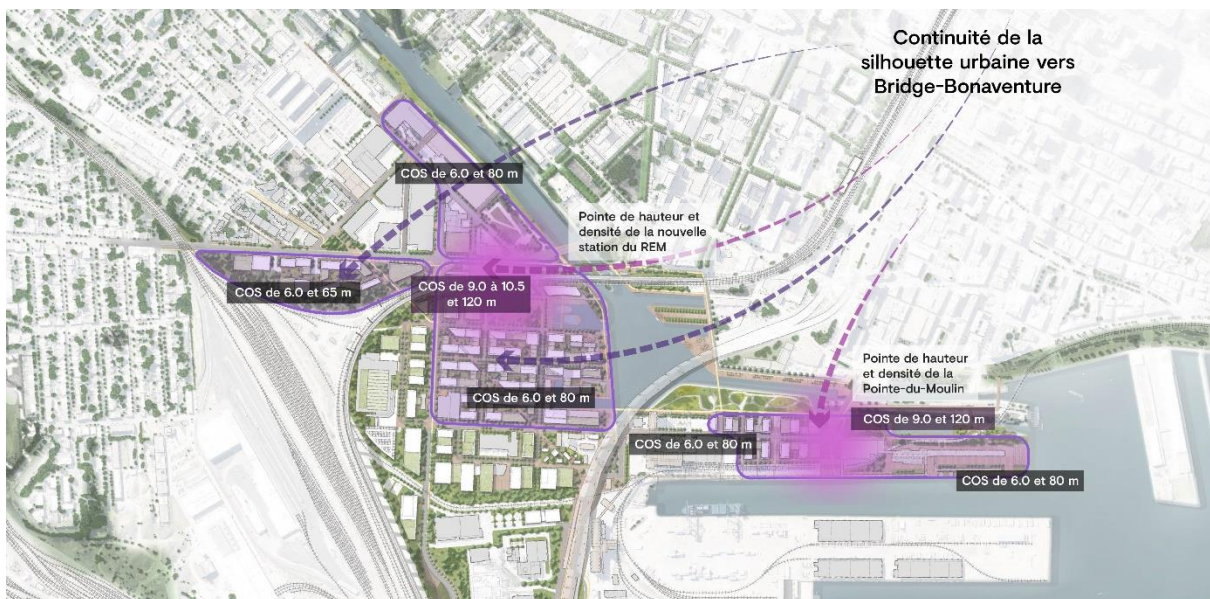 Continuité de la
silhouette urbaine vers
Bridge-Bonaventure
COS de 6.0 et 80 m
Pointe de hauteur et
densité de la nouvelle
station du REM
COS de 6.0 et 65 m
COS de 9.0 à 10.5
et 120 m
Pointe de hauteur
et densité de la
Pointe-du-Moulin
COS de 6.0 et 80 m
COS de 9.0 et 120 m
COS de 6.0 et 80 m
COS de 6.0 et 80 m